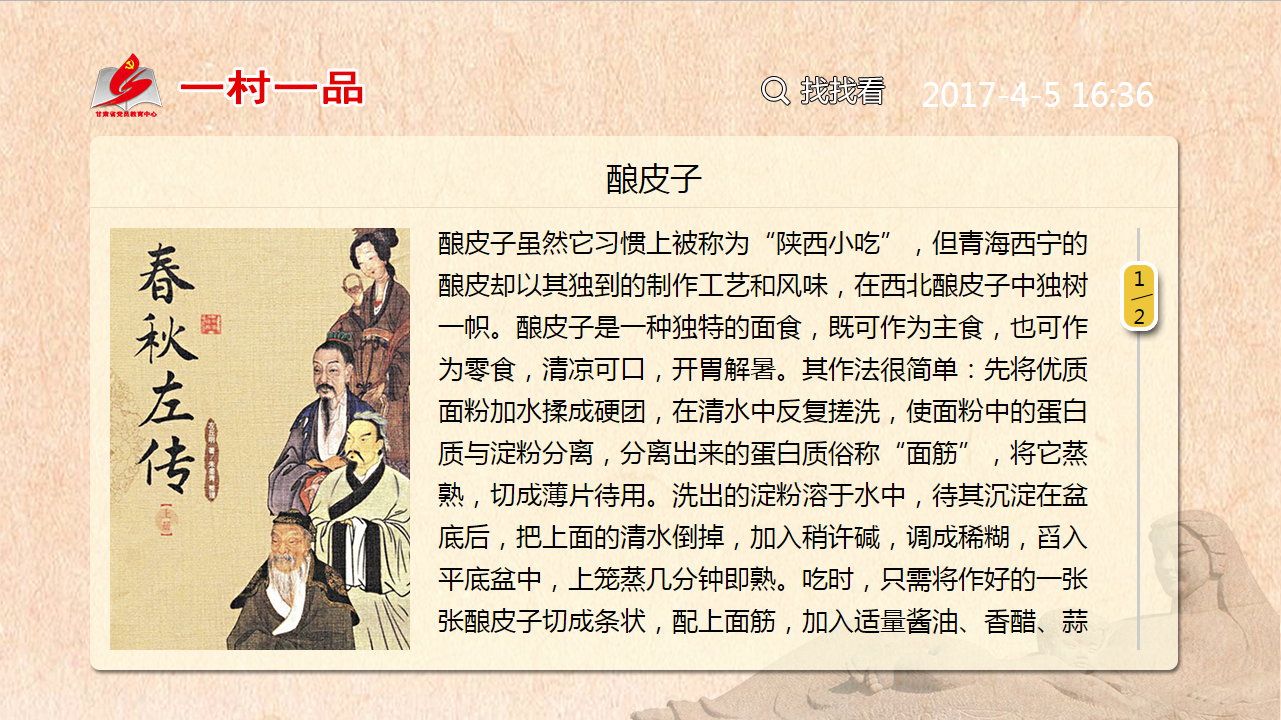 一村一品
找找看
2017-4-5 16:36
甘肃省党员教育中心
酿皮子
春秋左传
酿皮子虽然它习惯上被称为“陕西小吃”，但青海西宁的
酿皮却以其独到的制作工艺和风味，在西北酿皮子中独树
一帜。酿皮子是一种独特的面食，既可作为主食，也可作
为零食，清凉可口，开胃解暑。其作法很简单：先将优质
面粉加水揉成硬团，在清水中反复搓洗，使面粉中的蛋白
质与淀粉分离，分离出来的蛋白质俗称“面筋”，将它蒸
熟，切成薄片待用。洗出的淀粉溶于水中，待其沉淀在盆
底后，把上面的清水倒掉，加入稍许碱，调成稀糊，舀入
平底盆中，上笼蒸几分钟即熟。吃时，只需将作好的一张
张酿皮子切成条状，配上面筋，加入适量酱油、香醋、蒜
1
2